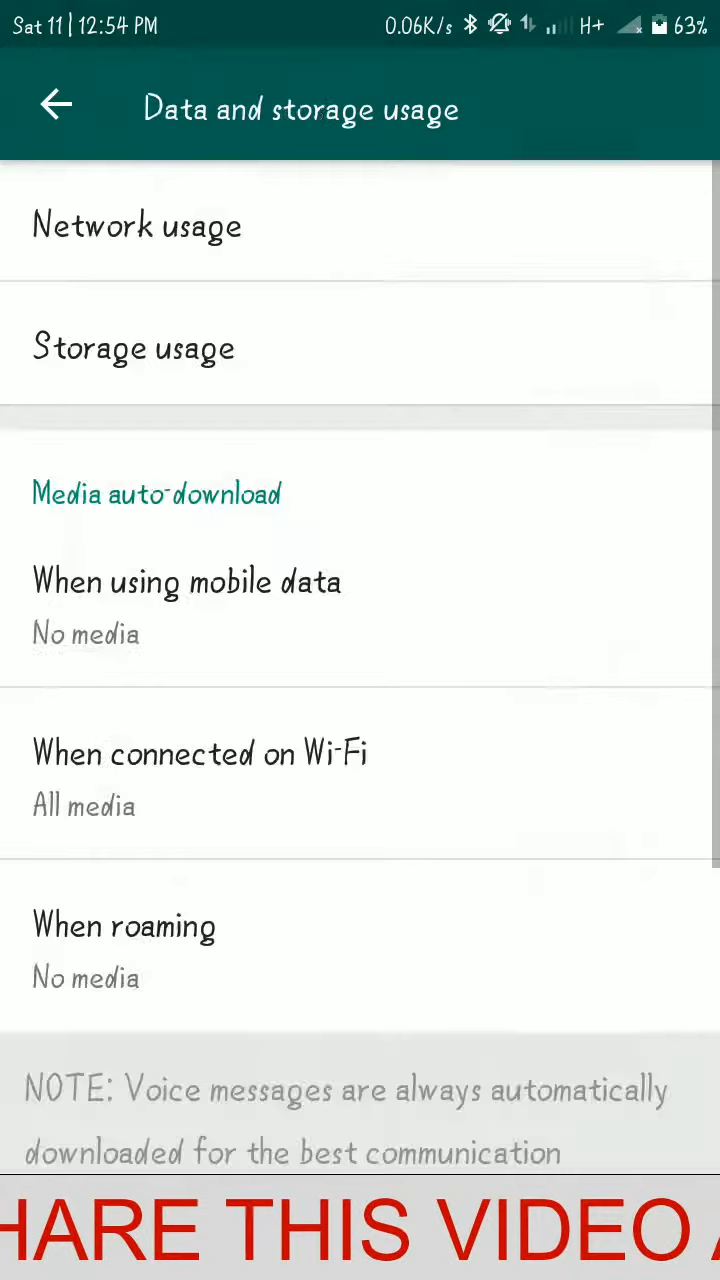 Sat 11 | 12:54 PM 0.06K/s H+ 63%
Data and storage usage
Network usage
Storage usage
Media auto-download
When using mobile data
No media
When connected on Wi-Fi
All media
When roaming
No media
NOTE: Voice messages are always automatically
downloaded for the best communication
HARE THIS VIDEO A